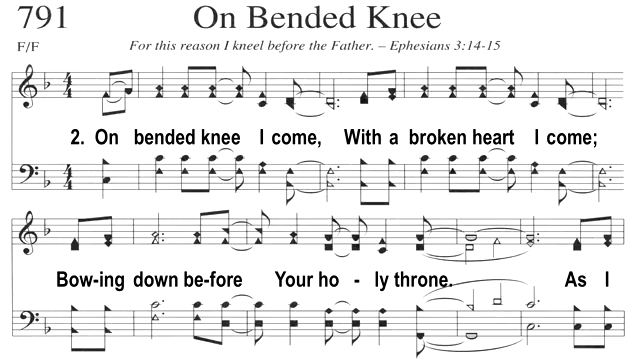 791 On Bended Knee
F/F For this reason I kneel before the Father. – Ephesians 3:14-15
2. On bended knee I come, With a broken heart I come;
Bow-ing down be-fore Your ho - ly throne. As I